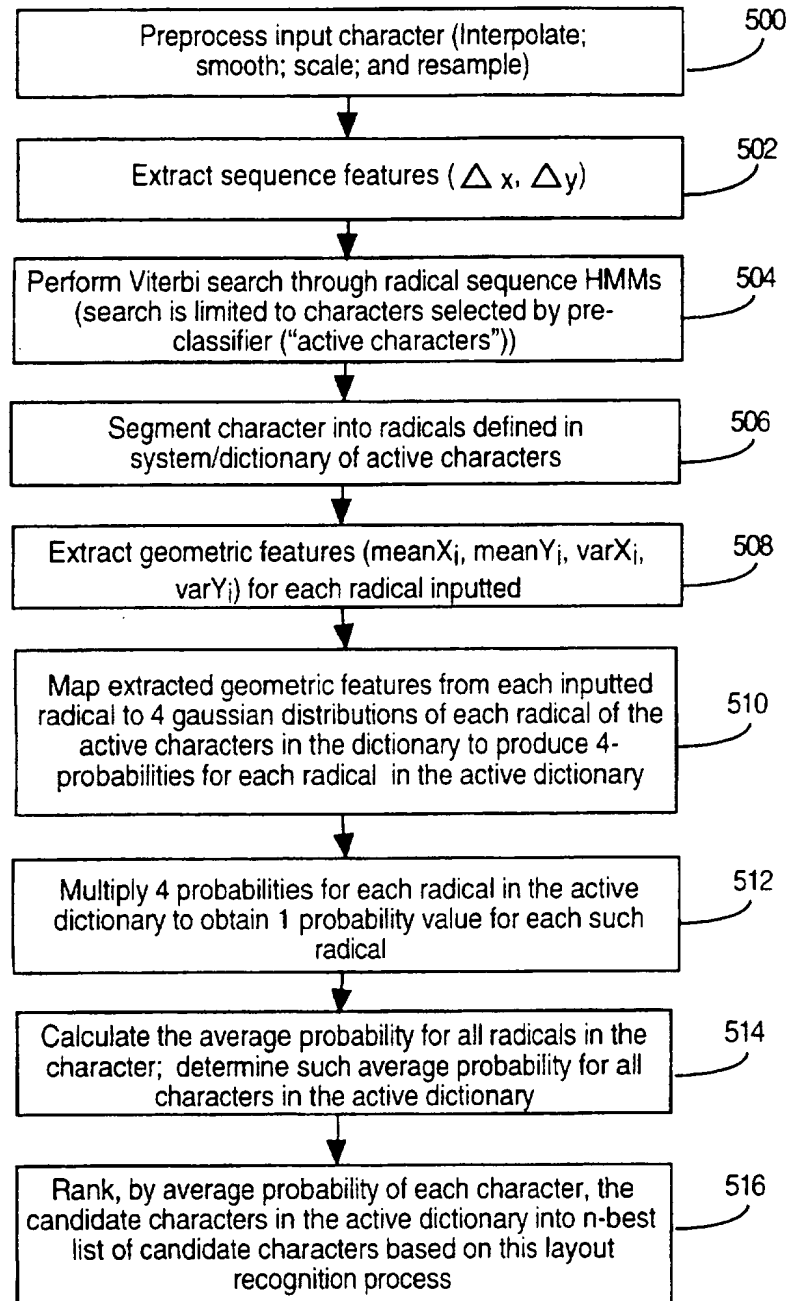 Preprocess input character (Interpolate;
smooth; scale; and resample)
500
Extract sequence features ( △ x, △ y)
502
Perform Viterbi search through radical sequence HMMs
(search is limited to characters selected by pre-
classifier (“active characters”))
504
Segment character into radicals defined in
system/dictionary of active characters
506
Extract geometric features (meanXi, meanYi, varXi,
varYi) for each radical inputted
508
Map extracted geometric features from each inputted
radical to 4 gaussian distributions of each radical of the
active characters in the dictionary to produce 4-
probabilities for each radical in the active dictionary
510
Multiply 4 probabilities for each radical in the active
dictionary to obtain 1 probability value for each such
radical
512
Calculate the average probability for all radicals in the
character; determine such average probability for all
characters in the active dictionary
514
Rank, by average probability of each character, the
candidate characters in the active dictionary into n-best
list of candidate characters based on this layout
recognition process
516